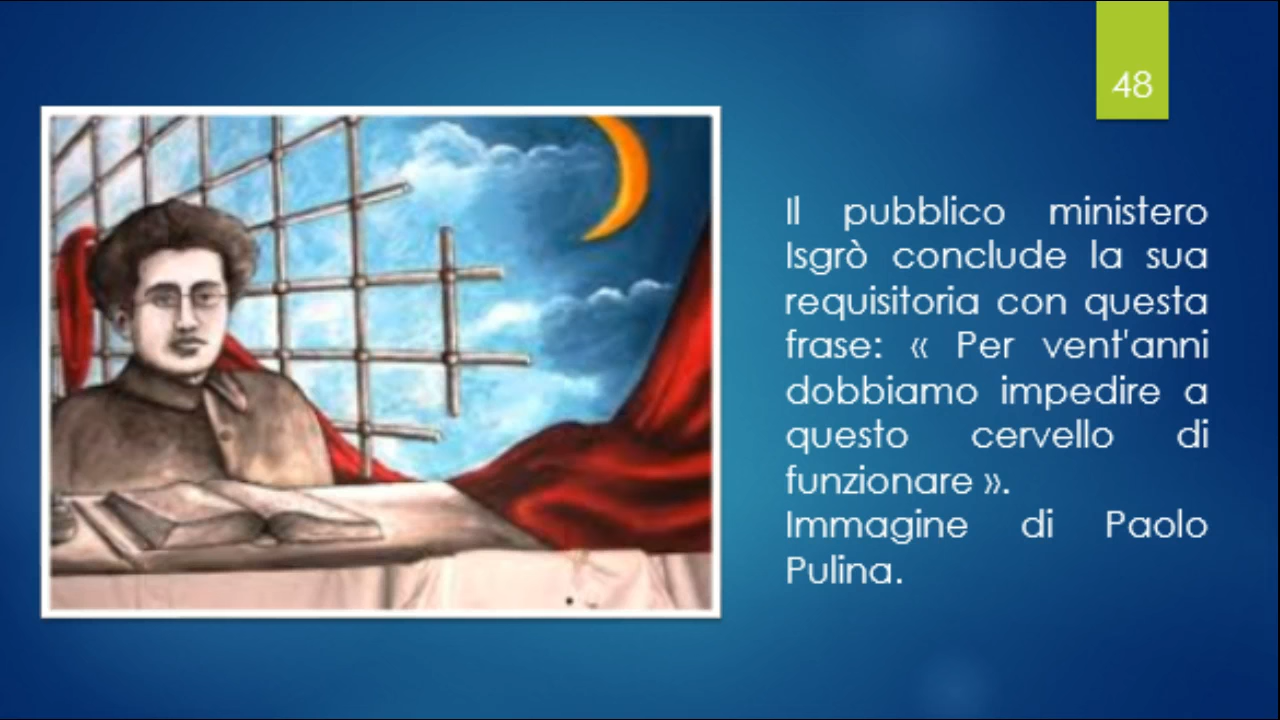 48
Il pubblico ministero
Isgrò conclude la sua
requisitoria con questa
frase: « Per vent'anni
dobbiamo impedire a
questo cervello di
funzionare ».
Immagine di Paolo
Pulina.